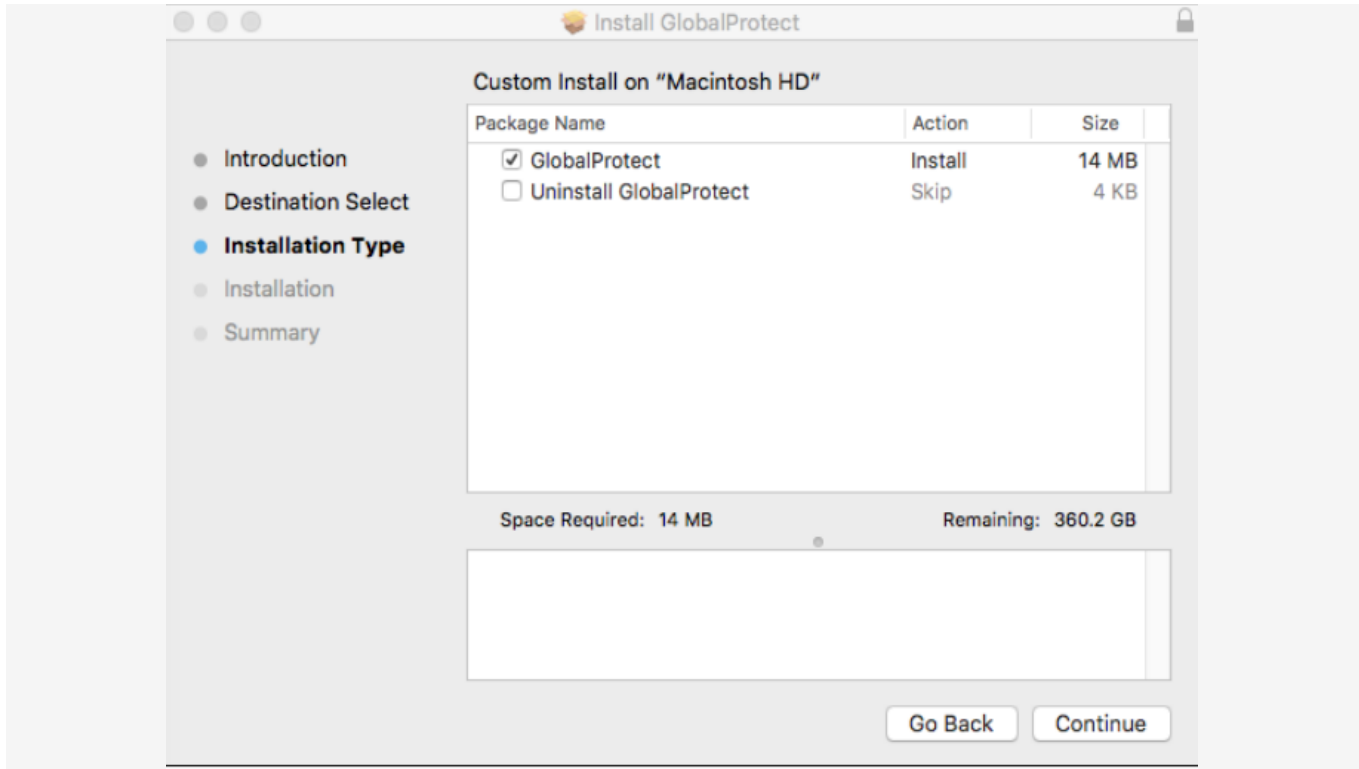 Install GlobalProtect
Custom Install on “Macintosh HD”
Introduction
Destination Select
Installation Type
Installation
Summary
Package Name Action Size
GlobalProtect Install 14 MB
Uninstall GlobalProtect Skip 4 KB
Space Required: 14 MB Remaining: 360.2 GB
Go Back Continue